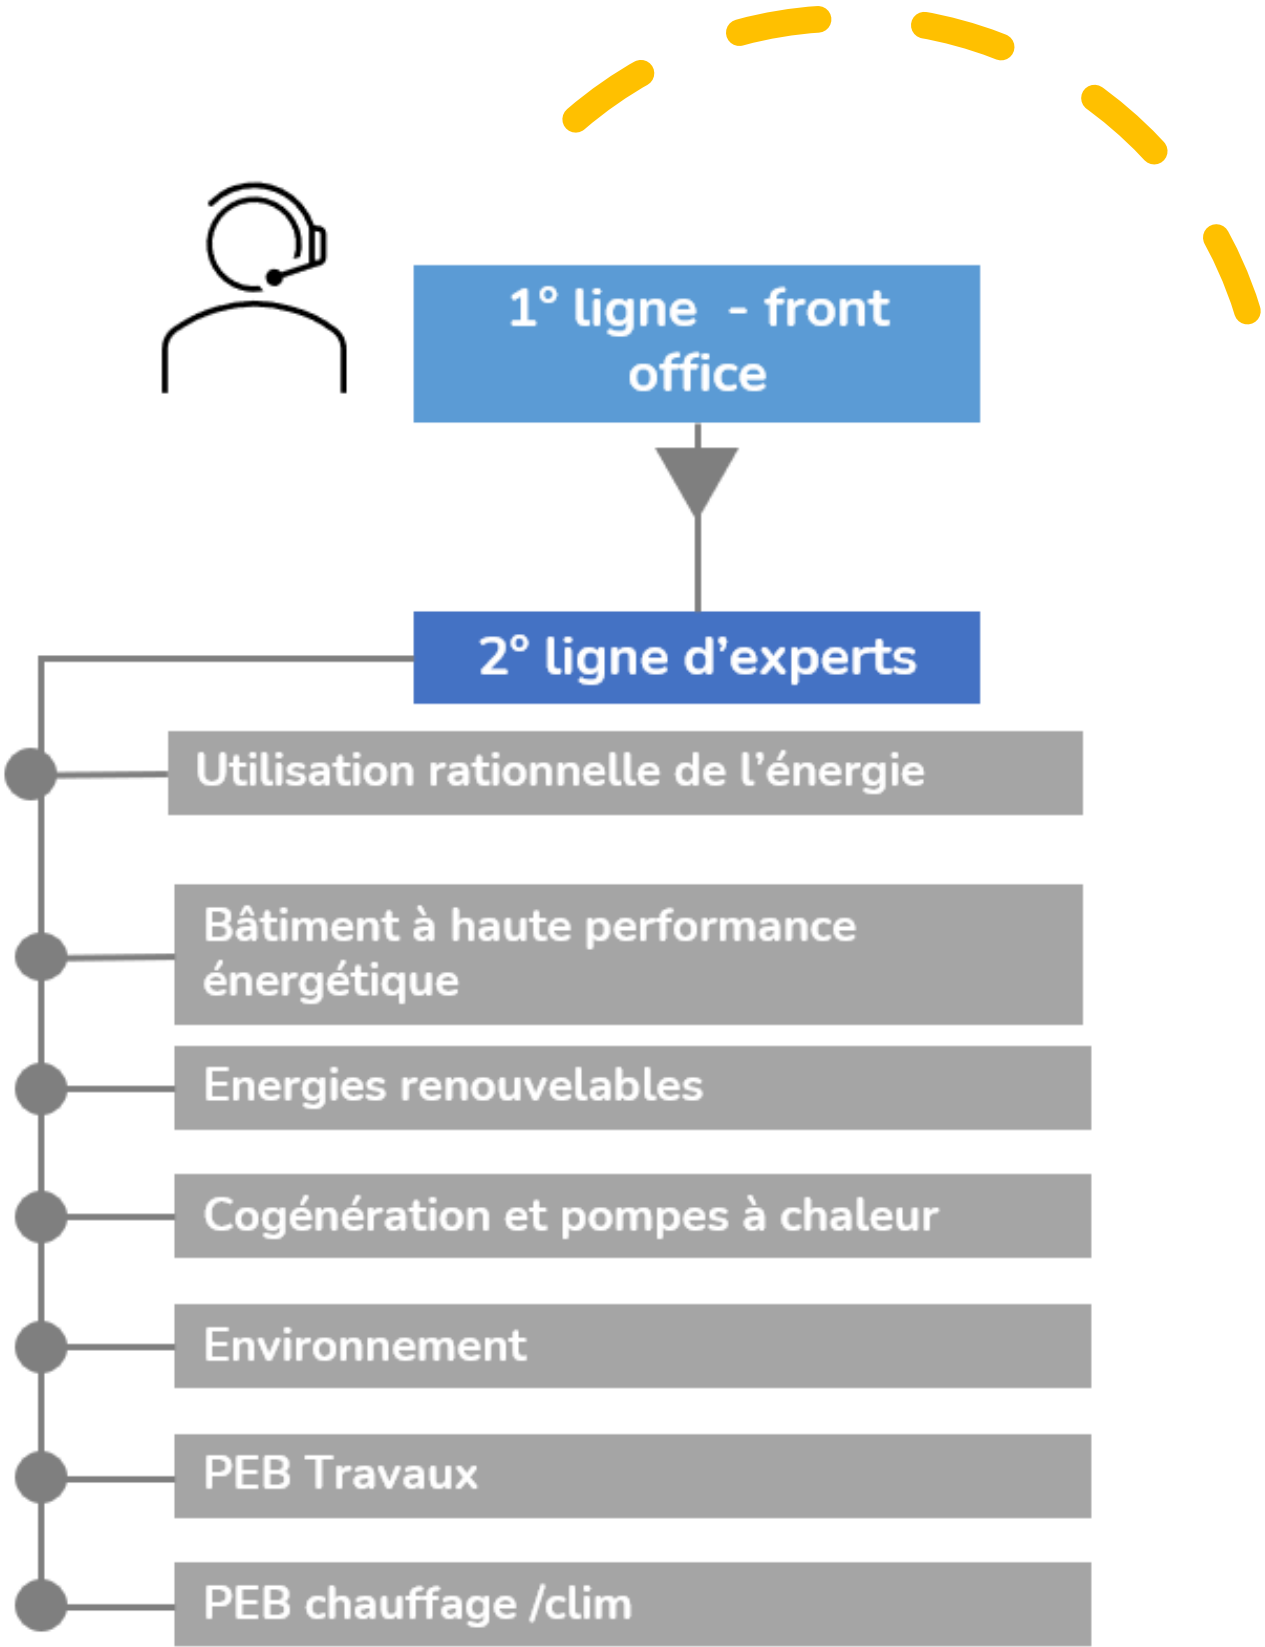 1° ligne  - front
office
2° ligne d’experts
Utilisation rationnelle de l’énergie
Bâtiment à haute performance
énergétique
Energies renouvelables
Cogénération et pompes à chaleur
Environnement
PEB Travaux
PEB chauffage /clim